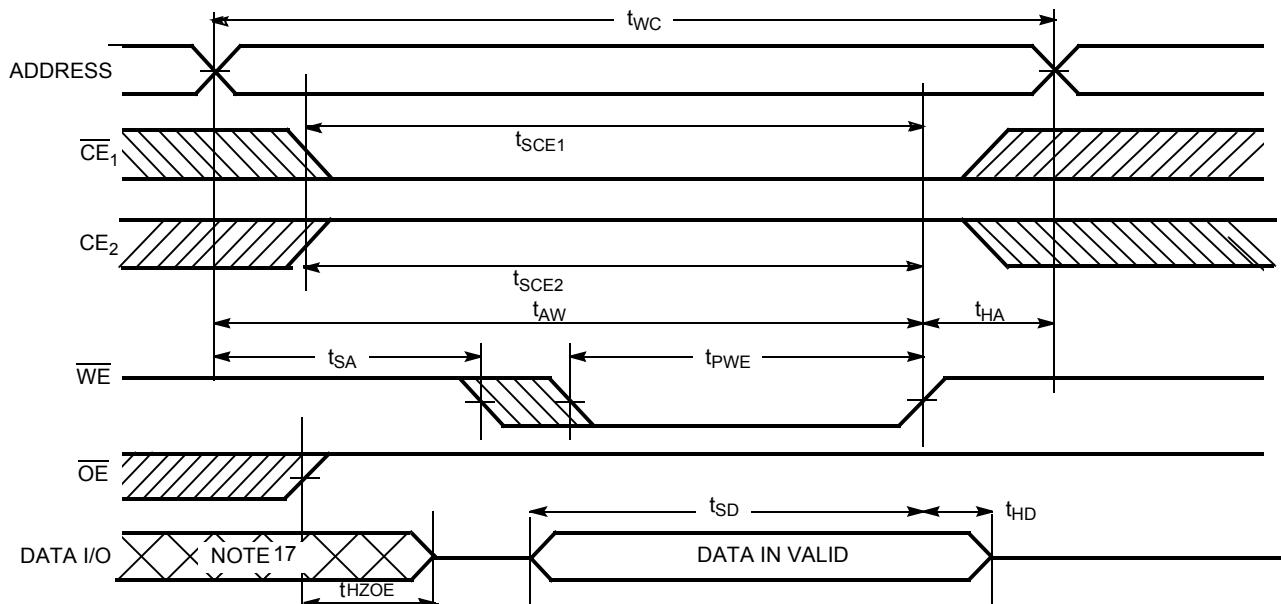 tWC
ADDRESS
CE1
tSCE1
CE2
tSCE2
tAW
tHA
tSA
tPWE
WE
OE
tSD
tHD
DATA I/O
NOTE 17
DATA IN VALID
tHZOE